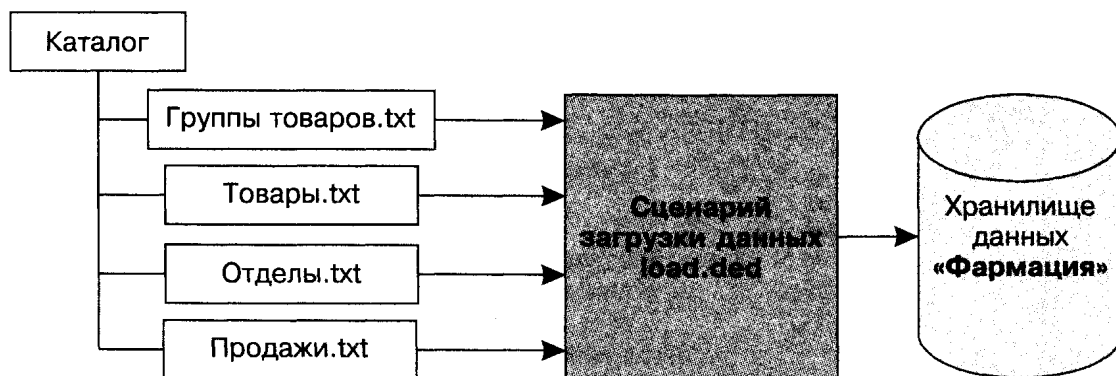 Каталог
Группы товаров.txt
Товары.txt
Отделы.txt
Продажи.txt
Сценарий
загрузки данных
load.ded
Хранилище
данных
«Фармация»